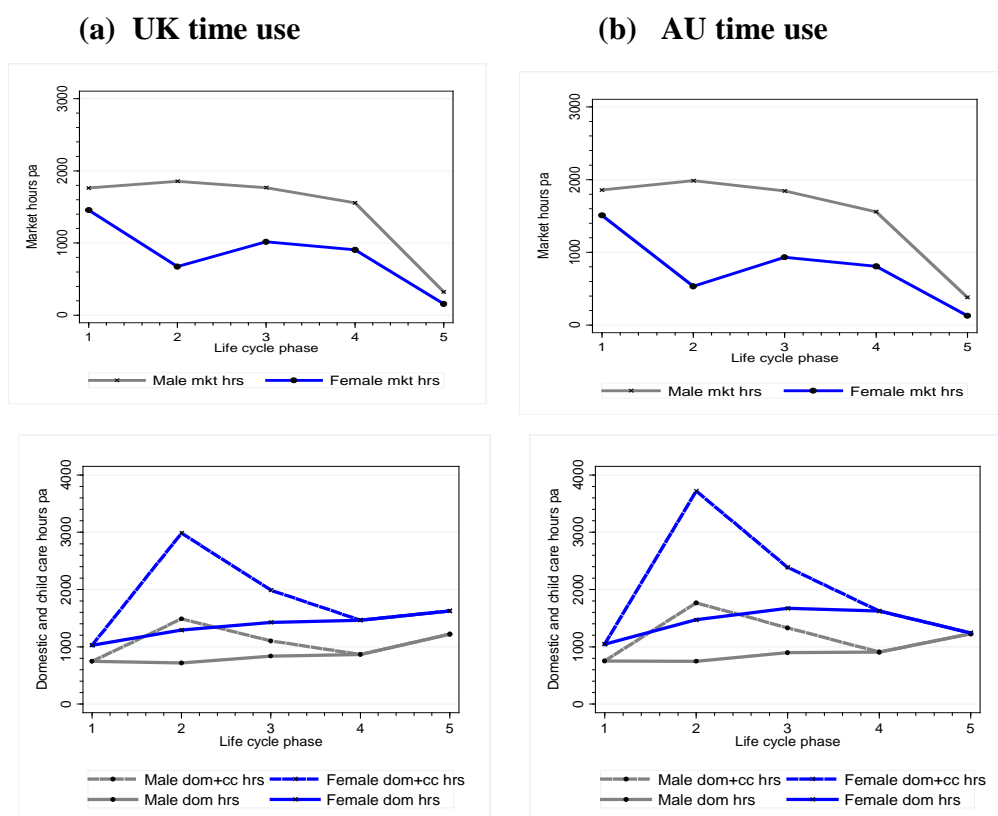 (a) UK time use
(b) AU time use
Market hours pa
3000
2000
1000
0
1 2 3 4 5
Life cycle phase
Male mkt hrs Female mkt hrs
Market hours pa
3000
2000
1000
0
1 2 3 4 5
Life cycle phase
Male mkt hrs Female mkt hrs
Domestic and child care hours pa
4000
3000
2000
1000
0
1 2 3 4 5
Life cycle phase
Male dom+cc hrs Female dom+cc hrs
Male dom hrs Female dom hrs
Domestic and child care hours pa
4000
3000
2000
1000
0
1 2 3 4 5
Life cycle phase
Male dom+cc hrs Female dom+cc hrs
Male dom hrs Female dom hrs